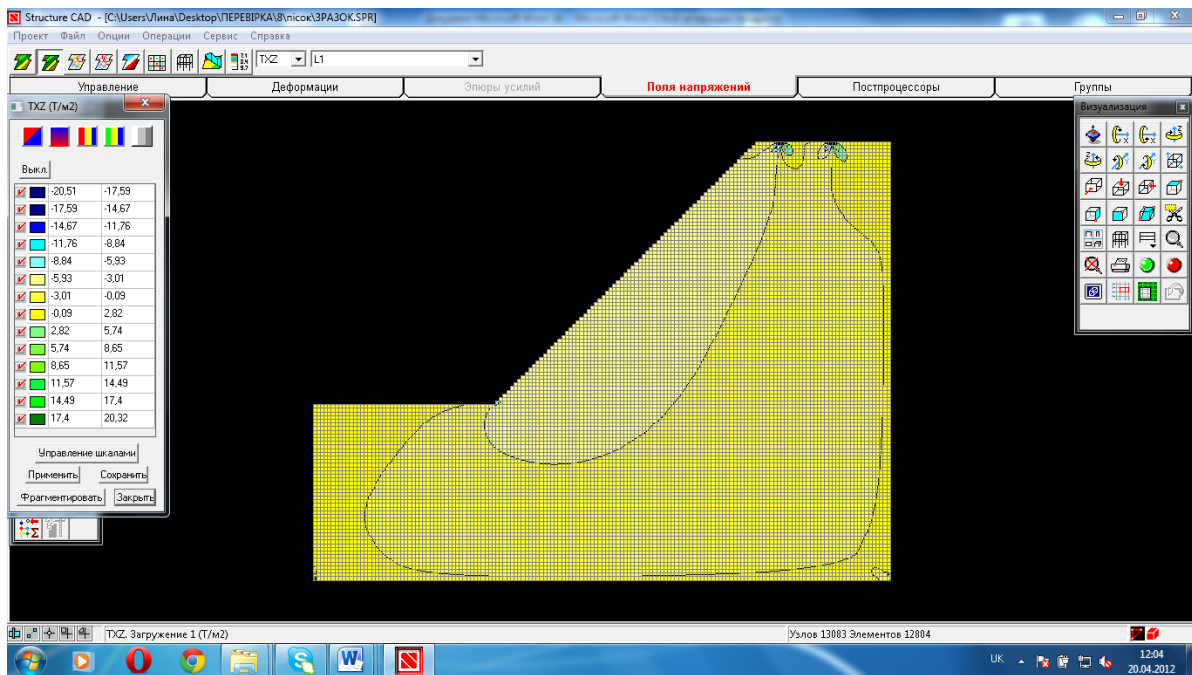 Structure CAD - [C:\Users\Лина\Desktop\ПЕРЕВІРКА\8\пісок\ЗРАЗОК.SPR]
Проект Файл Опции Операции Сервис Справка
TXZ L1
Управление Деформации Эпюры усилий Поля напряжений Постпроцессоры Группы
TXZ (Т/м2)
Визуализация
Выкл.
-20,51 -17,59
-17,59 -14,67
-14,67 -11,76
-11,76 -8,84
-8,84 -5,93
-5,93 -3,01
-3,01 -0,09
-0,09 2,82
2,82 5,74
5,74 8,65
8,65 11,57
11,57 14,49
14,49 17,4
17,4 20,32
Управление шкалами
Применить Сохранить
Фрагментировать Закрыть
TXZ. Загружение 1 (Т/м2) Узлов 13083 Элементов 12804
UK 12:04
20.04.2012